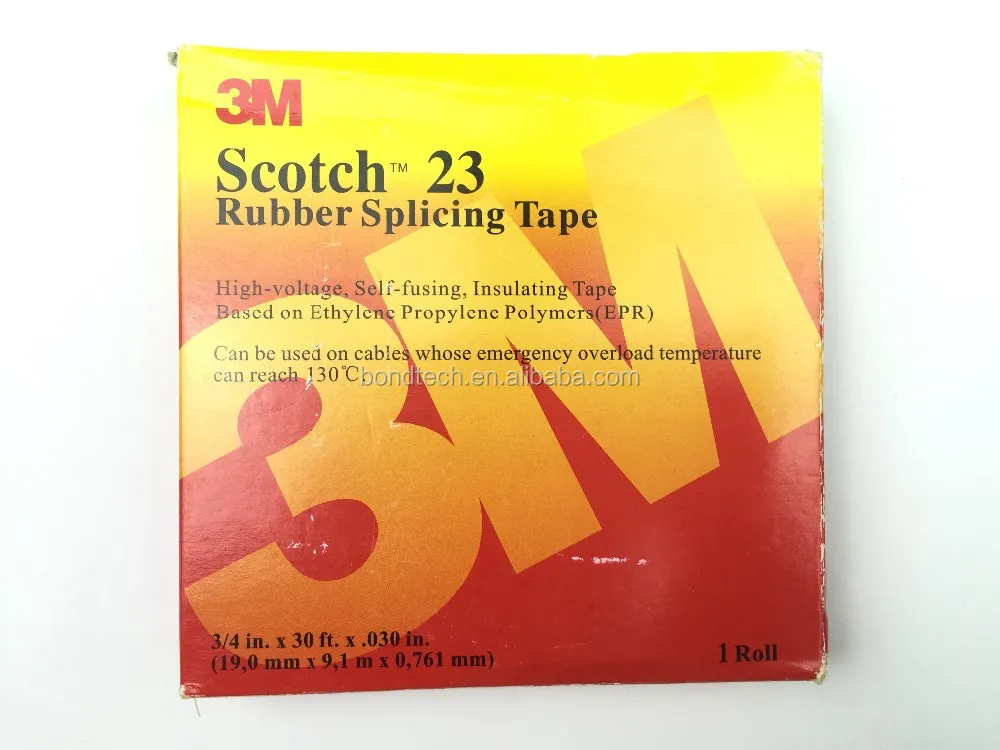 3M
Scotch™ 23
Rubber Splicing Tape
High-voltage, Self-fusing, Insulating Tape
Based on Ethylene Propylene Polymers(EPR)
Can be used on cables whose emergency overload temperature
can reach 130℃
bondtech.en.alibaba.com
3M
3/4 in. x 30 ft. x .030 in.
(19,0 mm x 9,1 m x 0,761 mm)
1 Roll